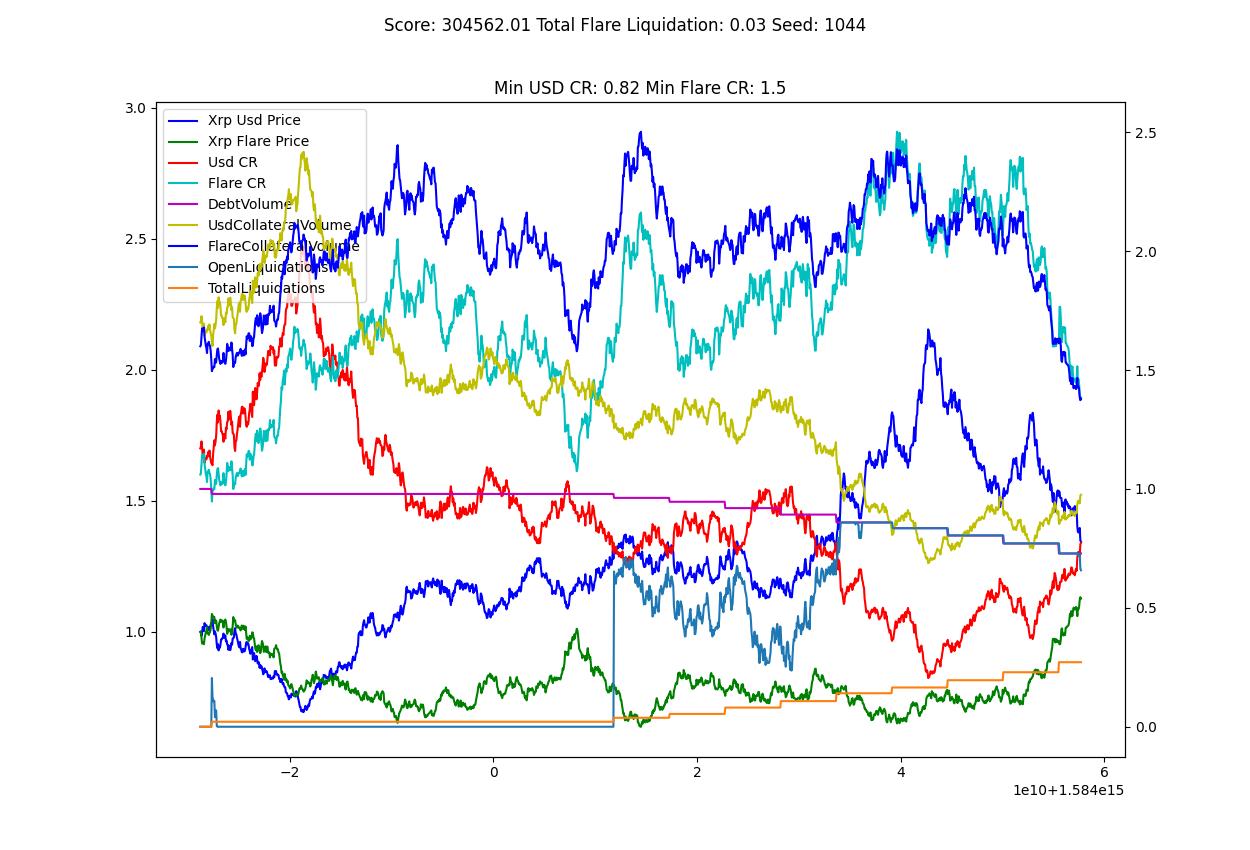 Score: 304562.01 Total Flare Liquidation: 0.03 Seed: 1044
Min USD CR: 0.82 Min Flare CR: 1.5
3.0
2.5
2.0
1.5
1.0
Xrp Usd Price
Xrp Flare Price
Usd CR
Flare CR
DebtVolume
UsdCollateralVolume
FlareCollateralVolume
OpenLiquidations
TotalLiquidations
2.5
2.0
1.5
1.0
0.5
0.0
−2 0 2 4 6
1e10+1.584e15